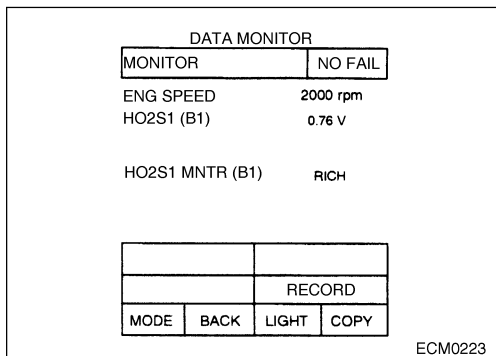 DATA MONITOR
MONITOR NO FAIL
ENG SPEED 2000 rpm
HO2S1 (B1) 0.76 V
HO2S1 MNTR (B1) RICH
RECORD
MODE BACK LIGHT COPY
ECM0223